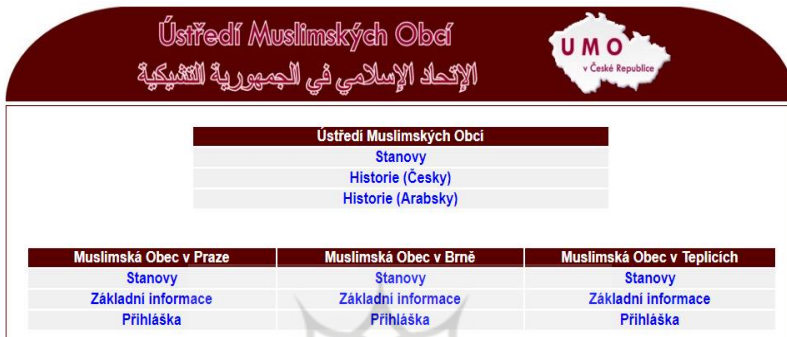 Ústředí Muslimských Obcí
الإتحاد الإسلامي في الجمهورية التشيكية
UMO
v České Republice
Ústředí Muslimských Obcí
Stanovy
Historie (Česky)
Historie (Arabsky)
Muslimská Obec v Praze Muslimská Obec v Brně Muslimská Obec v Teplicích
Stanovy Stanovy Stanovy
Základní informace Základní informace Základní informace
Přihláška Přihláška Přihláška